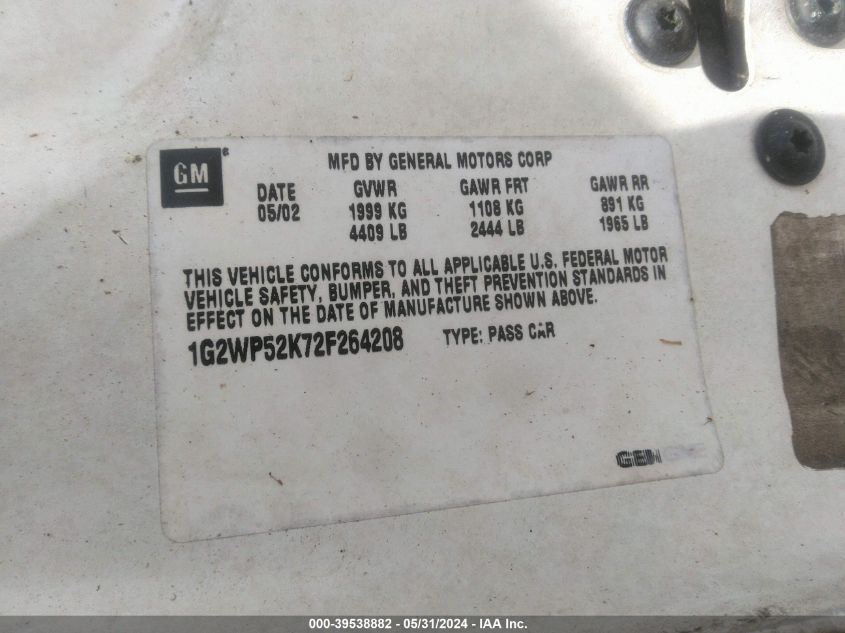 GM
MFD BY GENERAL MOTORS CORP
DATE GVWR GAWR FRT GAWR RR
05/02 1999 KG 1108 KG 891 KG
4409 LB 2444 LB 1965 LB
THIS VEHICLE CONFORMS TO ALL APPLICABLE U.S. FEDERAL MOTOR
VEHICLE SAFETY, BUMPER, AND THEFT PREVENTION STANDARDS IN
EFFECT ON THE DATE OF MANUFACTURE SHOWN ABOVE.
1G2WP52K72F264208 TYPE: PASS CAR
000-39538882 - 05/31/2024 - IAA Inc.